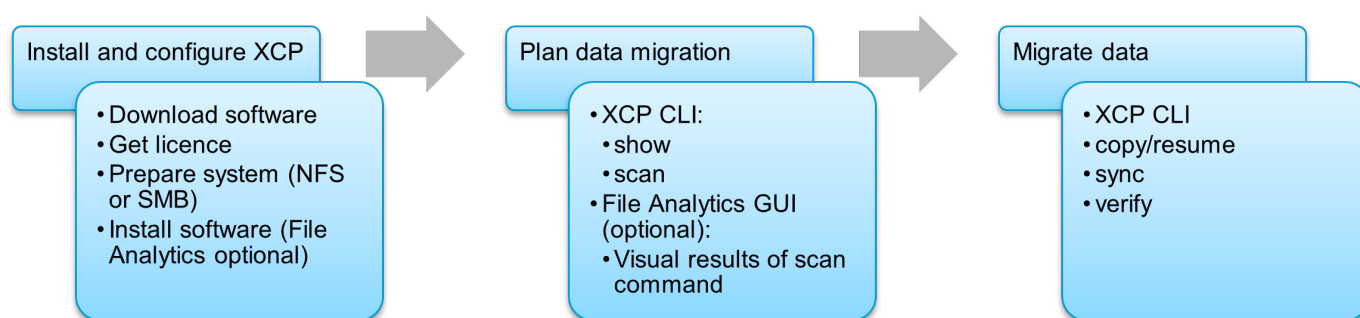 Install and configure XCP
• Download software
• Get licence
• Prepare system (NFS
or SMB)
• Install software (File
Analytics optional)
Plan data migration
• XCP CLI:
• show
• scan
• File Analytics GUI
(optional):
• Visual results of scan
command
Migrate data
• XCP CLI
• copy/resume
• sync
• verify